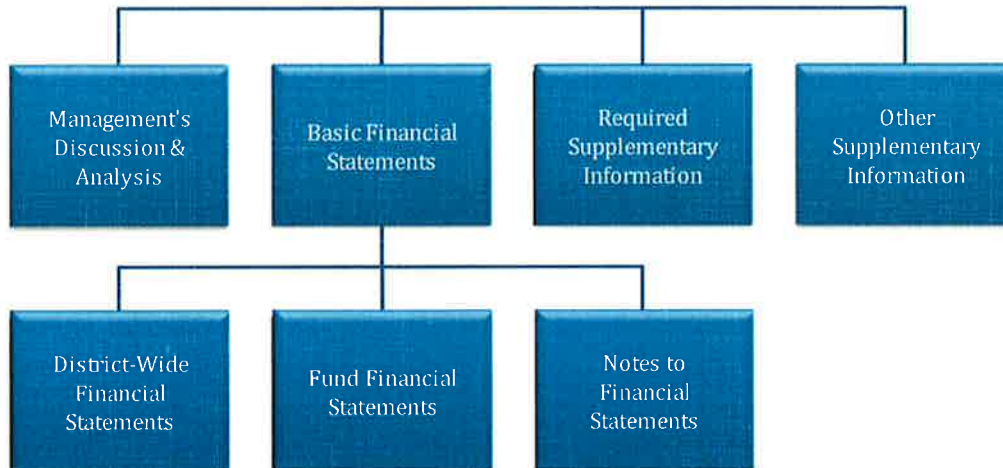 Management's
Discussion &
Analysis
Basic Financial
Statements
Required
Supplementary
Information
Other
Supplementary
Information
District-Wide
Financial
Statements
Fund Financial
Statements
Notes to
Financial
Statements